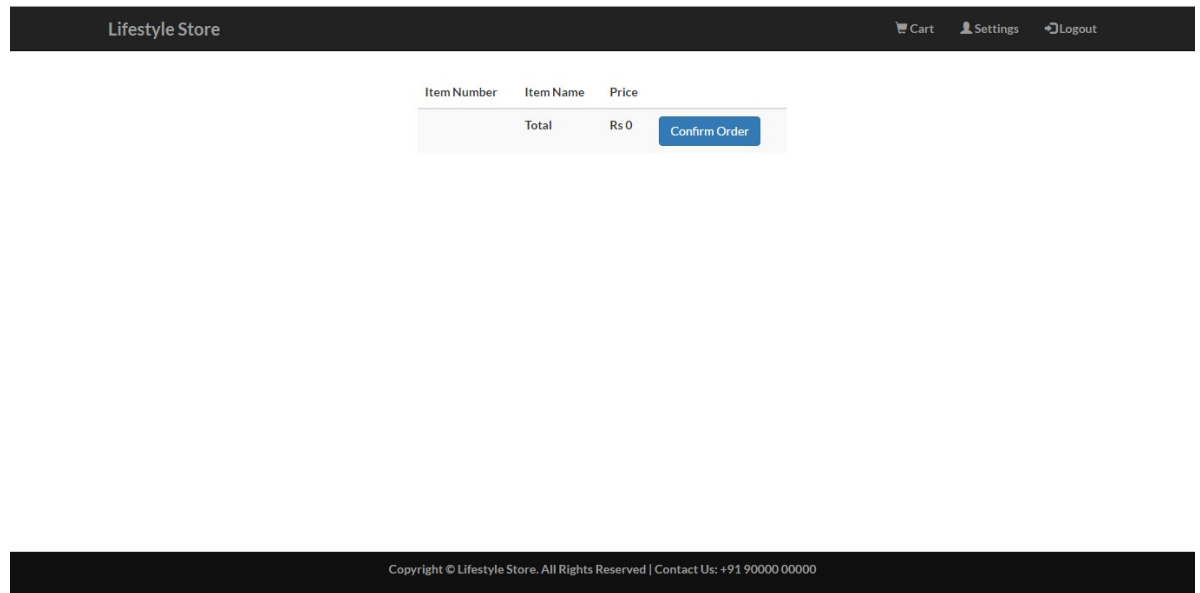 Lifestyle Store Cart Settings Logout
Item Number Item Name Price
Total Rs 0 Confirm Order
Copyright © Lifestyle Store. All Rights Reserved | Contact Us: +91 90000 00000